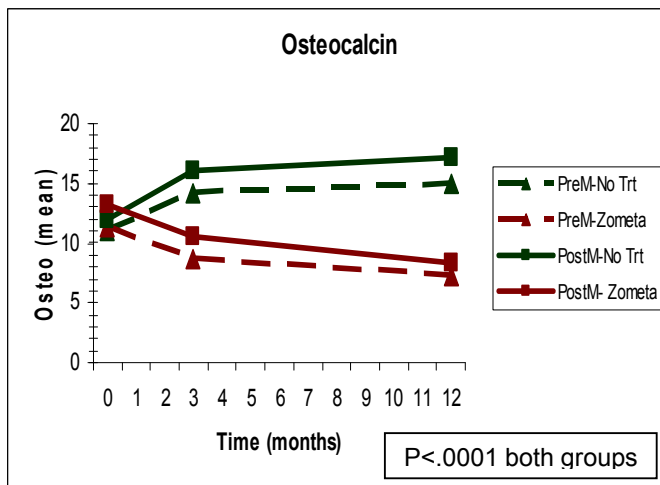 Osteocalcin
20
15
10
5
0
Osteo (mean)
0 1 2 3 4 5 6 7 8 9 10 11 12
Time (months)
PreM-No Trt
PreM-Zometa
PostM-No Trt
PostM- Zometa
P<.0001 both groups